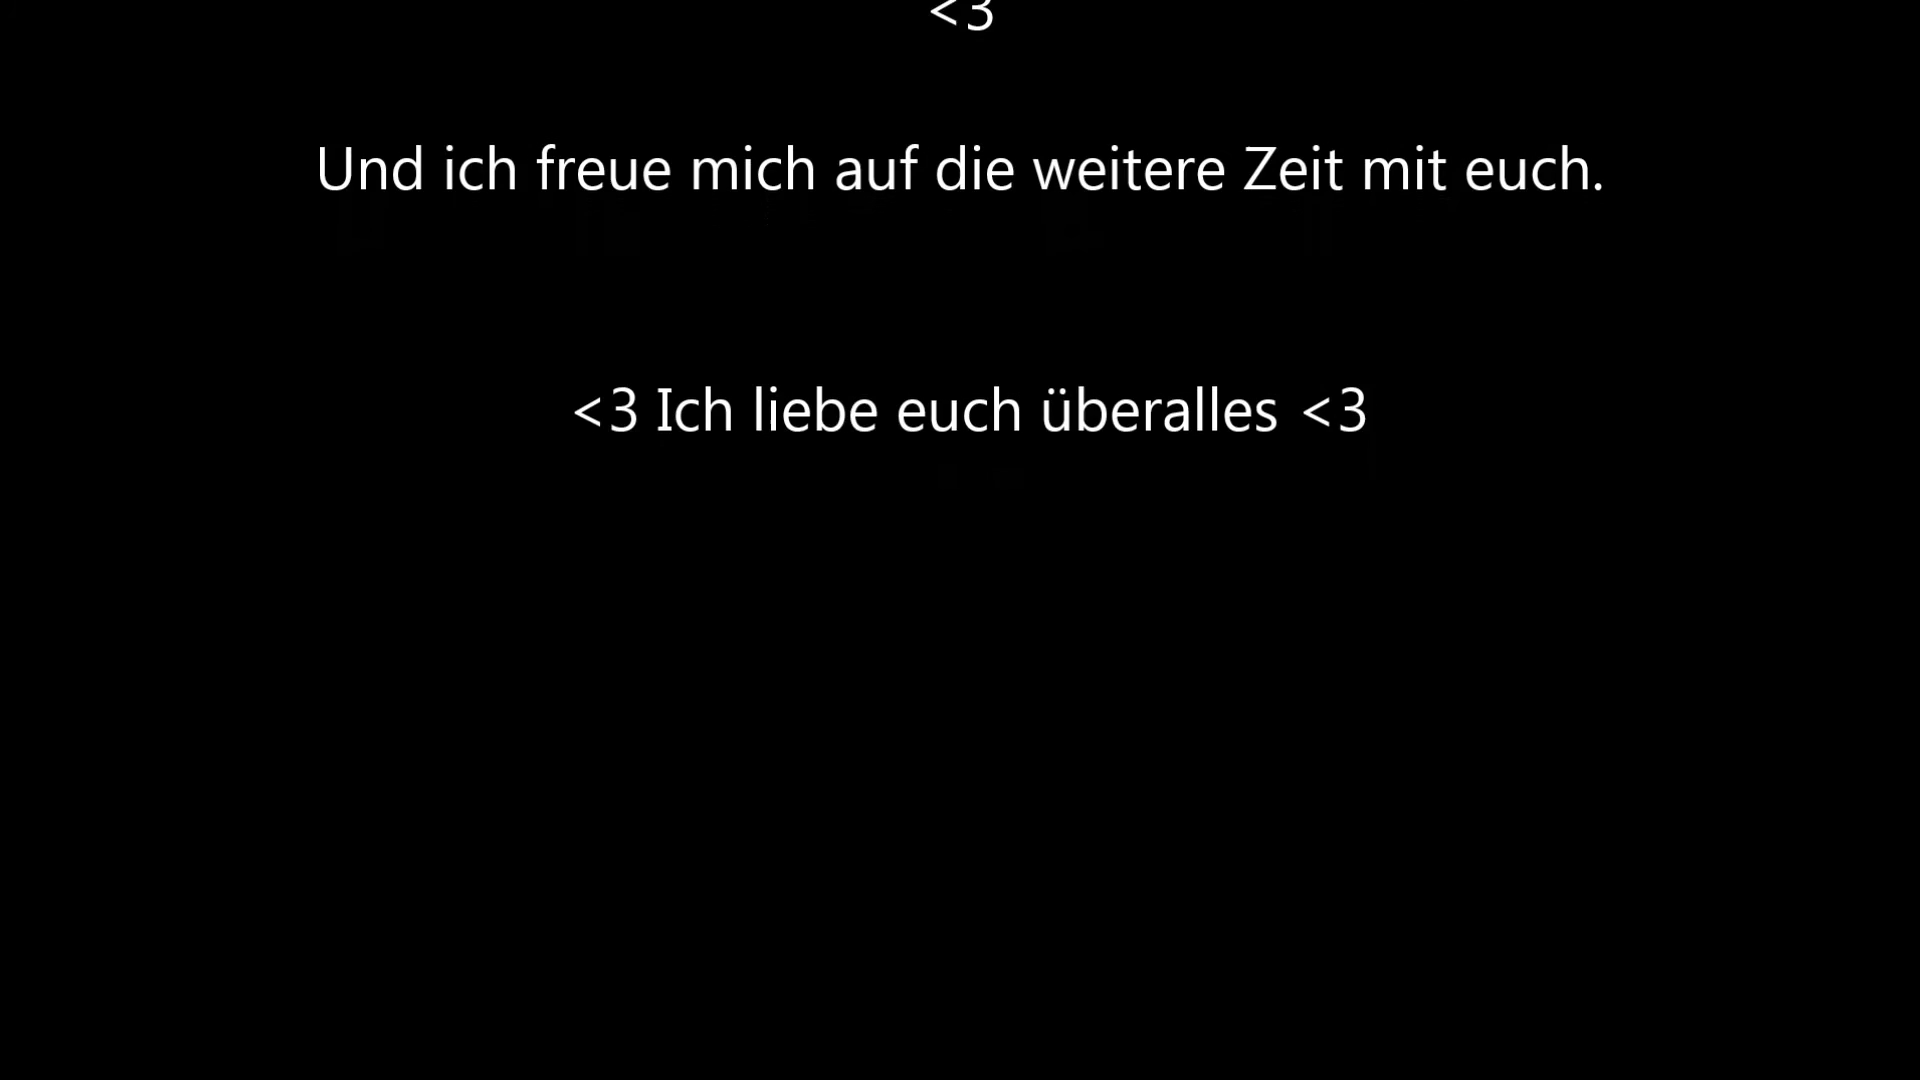 <3
Und ich freue mich auf die weitere Zeit mit euch.
<3 Ich liebe euch überalles <3